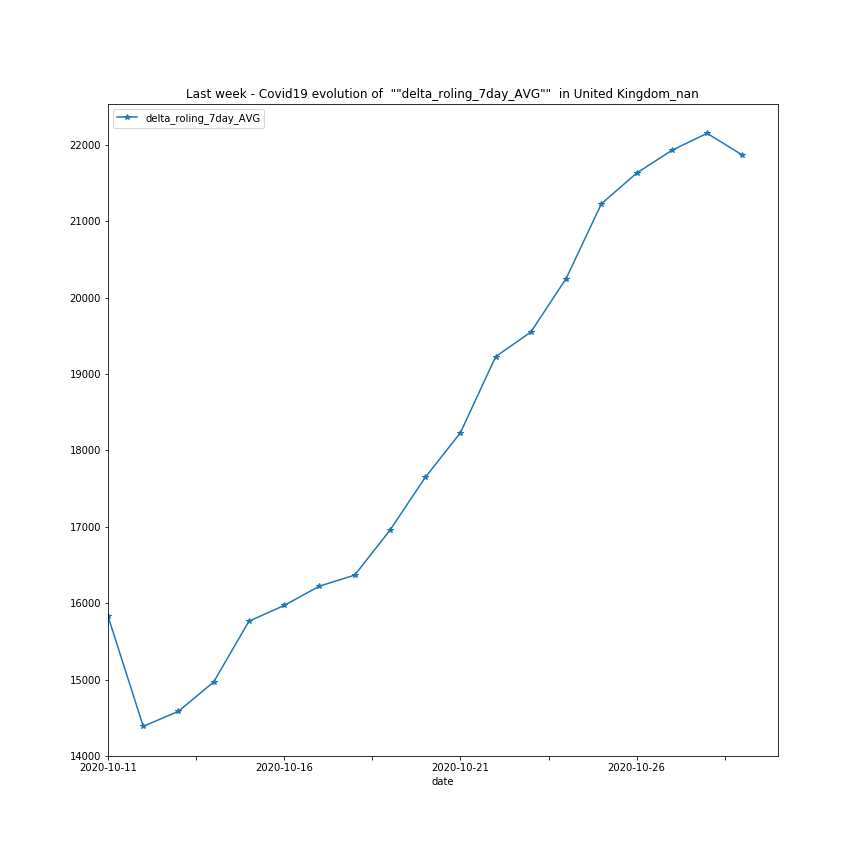 Last week - Covid19 evolution of  ""delta_roling_7day_AVG""  in United Kingdom_nan
delta_roling_7day_AVG
22000
21000
20000
19000
18000
17000
16000
15000
14000
2020-10-11 2020-10-16 2020-10-21 2020-10-26
date